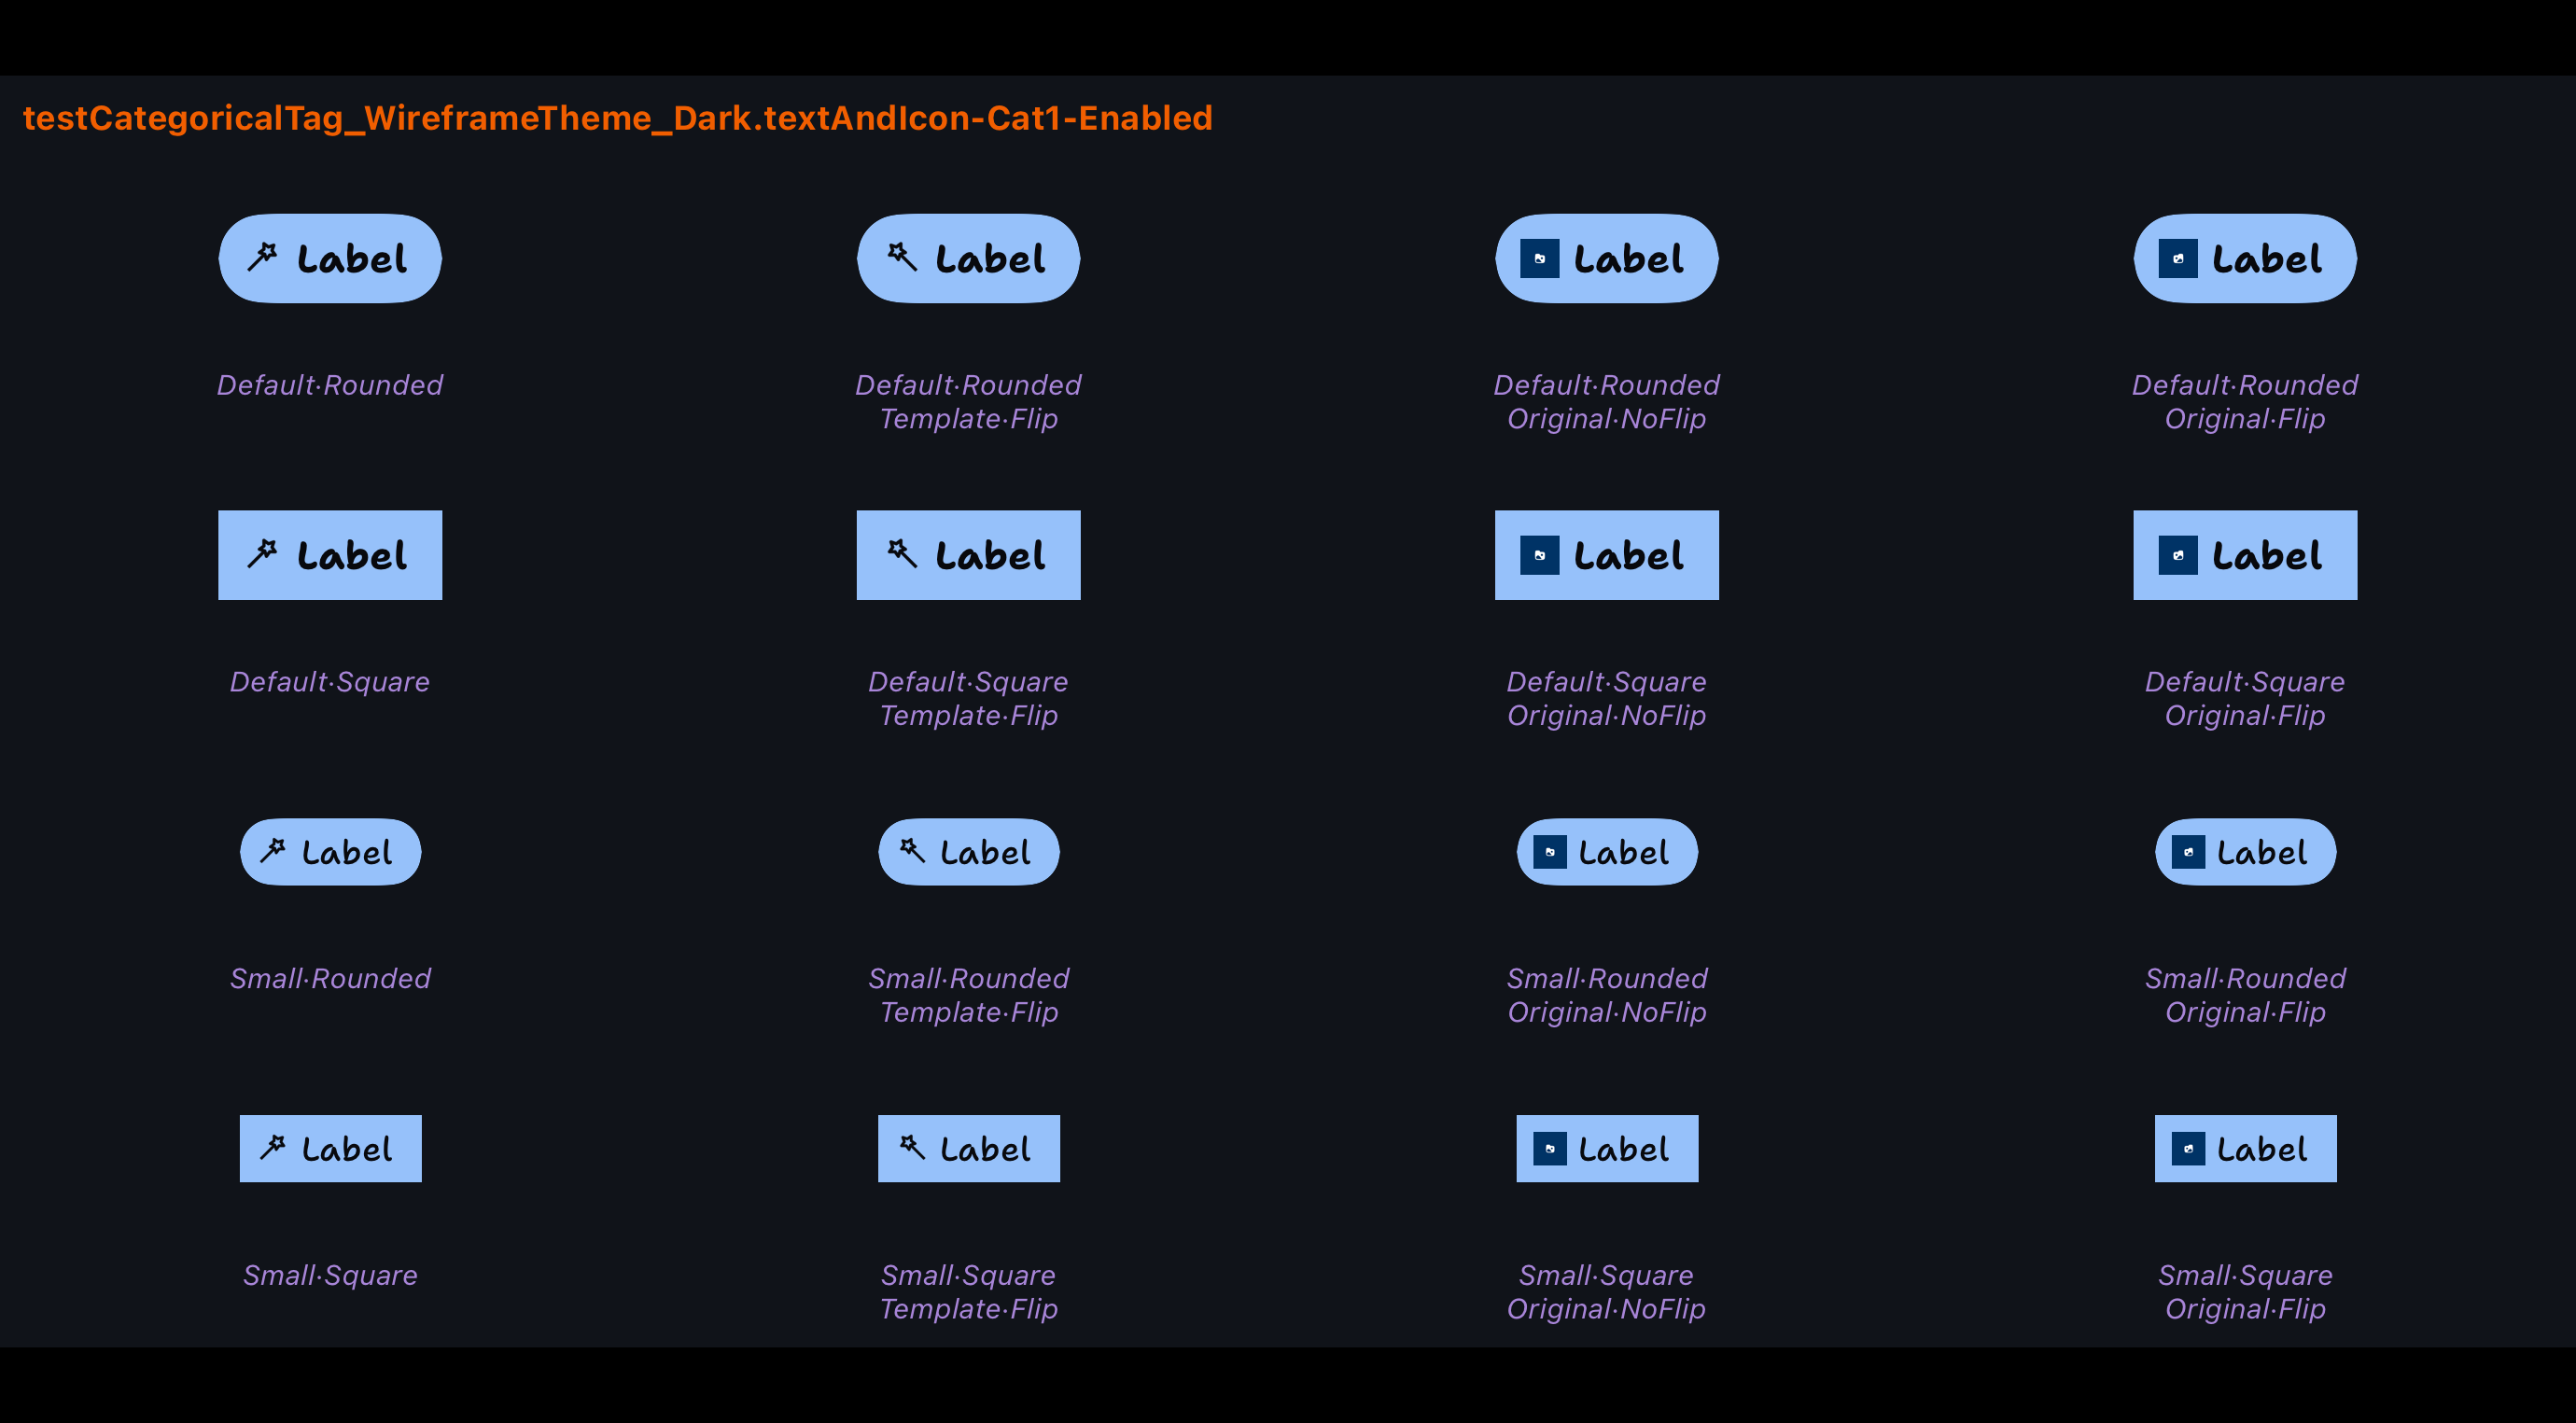 testCategoricalTag_WireframeTheme_Dark.textAndIcon-Cat1-Enabled
Label
Label
Label
Label
Default·Rounded
Default·Rounded
Template·Flip
Default·Rounded
Original·NoFlip
Default·Rounded
Original·Flip
Label
Label
Label
Label
Default·Square
Default·Square
Template·Flip
Default·Square
Original·NoFlip
Default·Square
Original·Flip
Label
Label
Label
Label
Small·Rounded
Small·Rounded
Template·Flip
Small·Rounded
Original·NoFlip
Small·Rounded
Original·Flip
Label
Label
Label
Label
Small·Square
Small·Square
Template·Flip
Small·Square
Original·NoFlip
Small·Square
Original·Flip